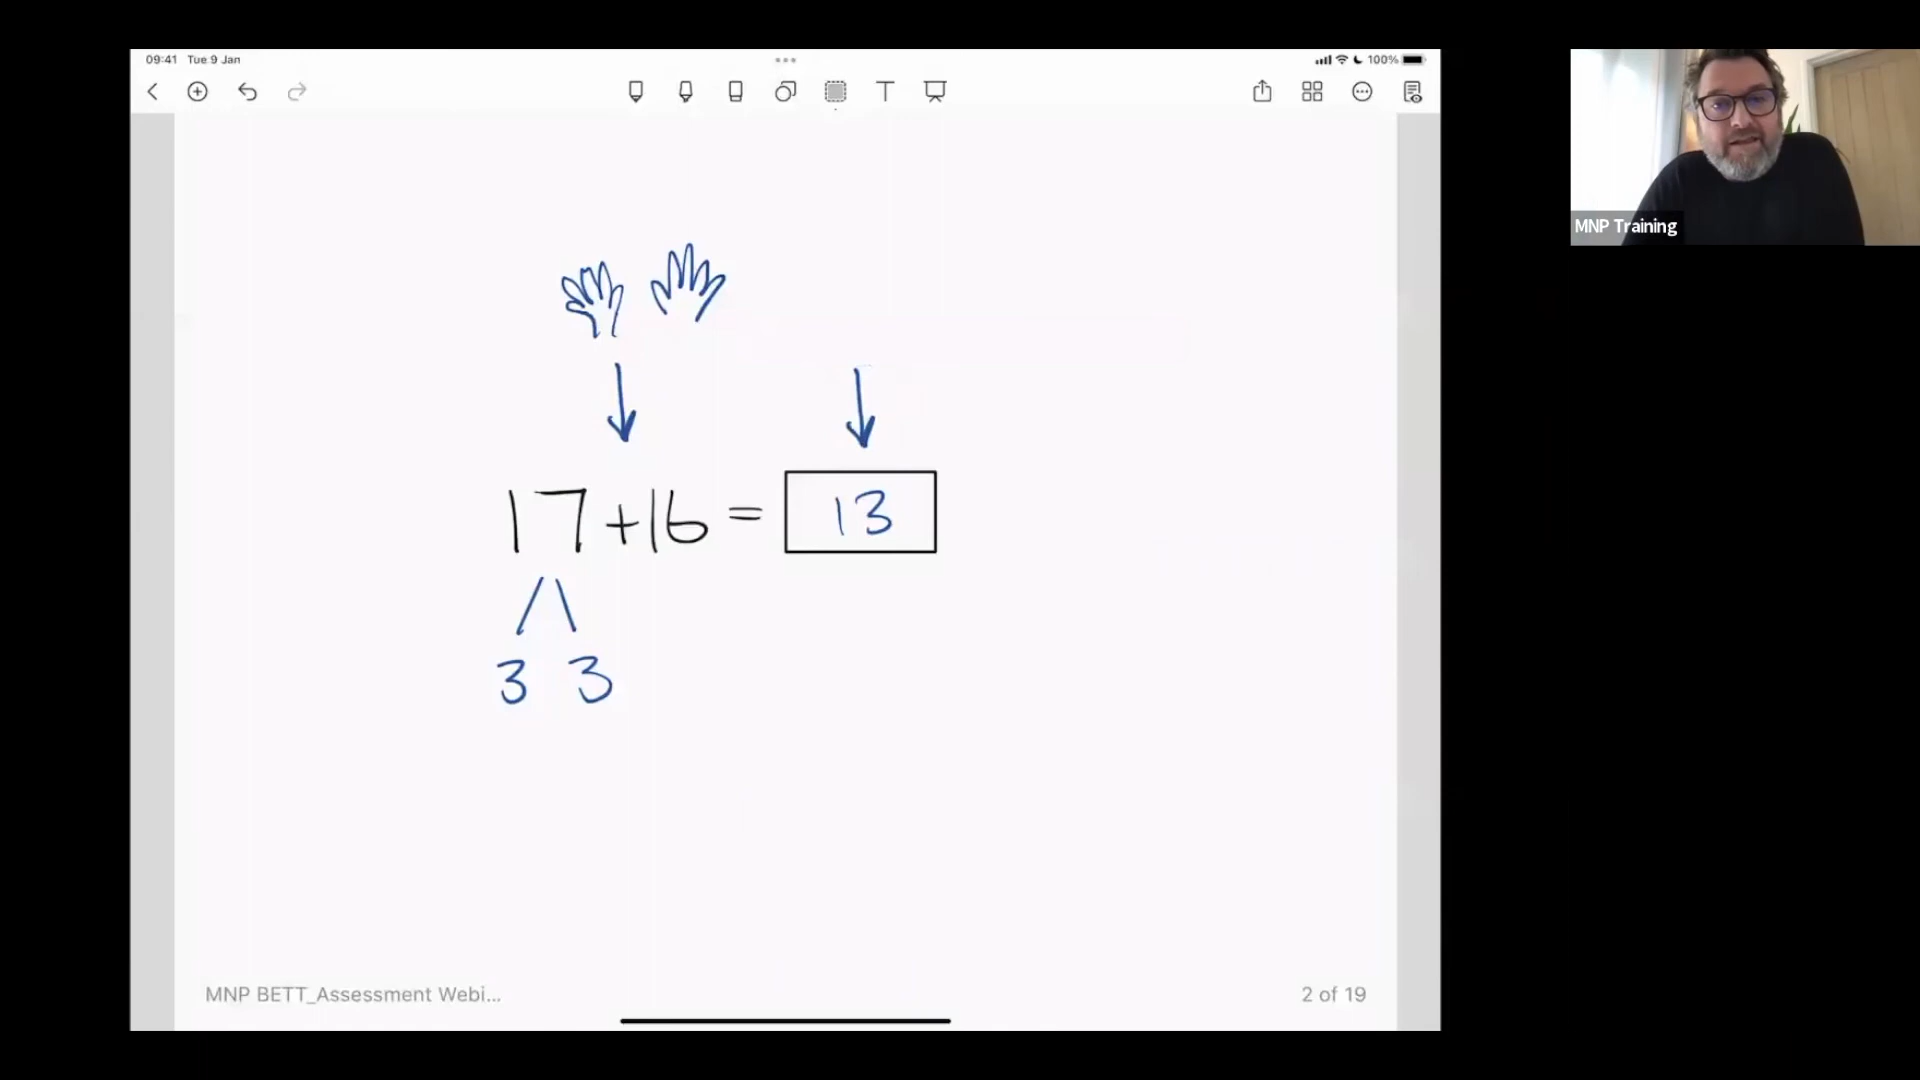 09:41 Tue 9 Jan
100%
MNP Training
17+16 = 13
3 3
MNP BETT_Assessment Webi...
2 of 19